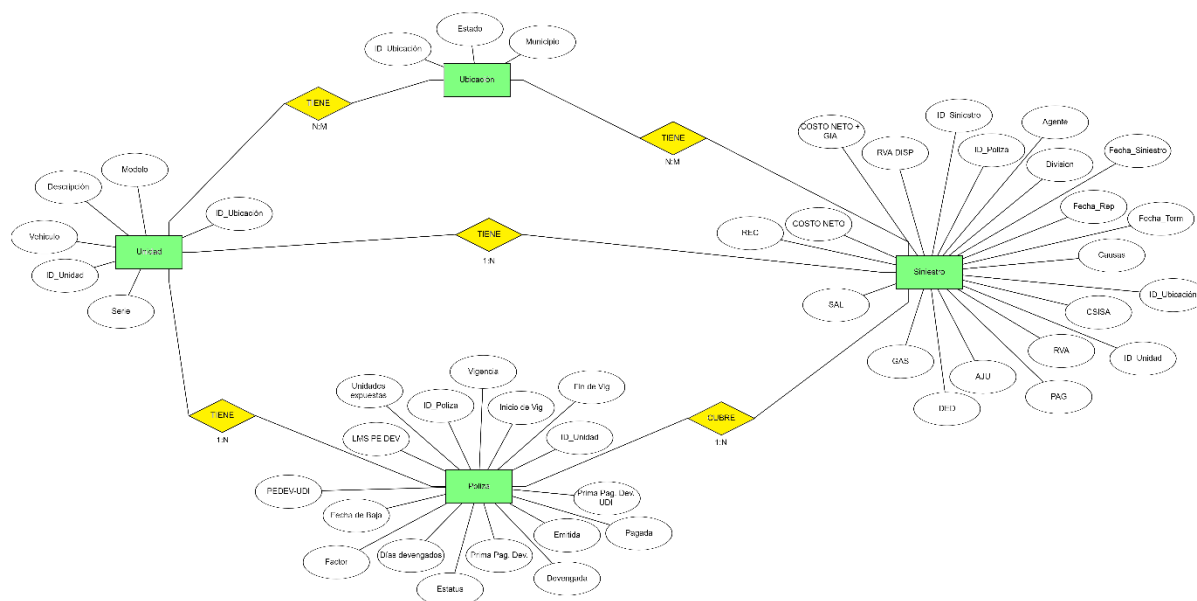 Estado
ID_Ubicación
Municipio
Ubicación
TIENE
N:M
TIENE
N:M
COSTO NETO +
GIA
RVA DISP
ID_Siniestro
ID_Poliza
Agente
Division
Fecha_Siniestro
Fecha_Rep
Fecha_Term
Causas
ID_Ubicación
CSISA
ID_Unidad
RVA
PAG
AJU
DED
GAS
SAL
REC
COSTO NETO
Siniestro
Modelo
Descripción
ID_Ubicación
Vehiculo
Unidad
ID_Unidad
Serie
TIENE
1:N
TIENE
1:N
CUBRE
1:N
Vigencia
Unidades
expuestas
ID_Poliza
Inicio de Vig
Fin de Vig
LMS PE DEV
ID_Unidad
PEDEV-UDI
Poliza
Prima Pag. Dev.
UDI
Fecha de Baja
Emitida
Pagada
Factor
Días devengados
Prima Pag. Dev.
Devengada
Estatus